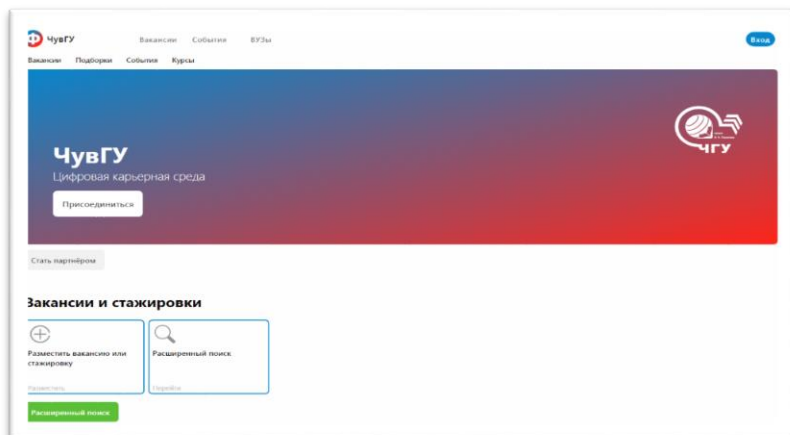 ЧувГУ Вакансии События ВУЗы Вход
Вакансии Подборки События Курсы
ЧувГУ
Цифровая карьерная среда
Присоединиться
ЧГУ
Стать партнёром
Вакансии и стажировки
Разместить вакансию или
стажировку
Разместить
Расширенный поиск
Перейти
Расширенный поиск